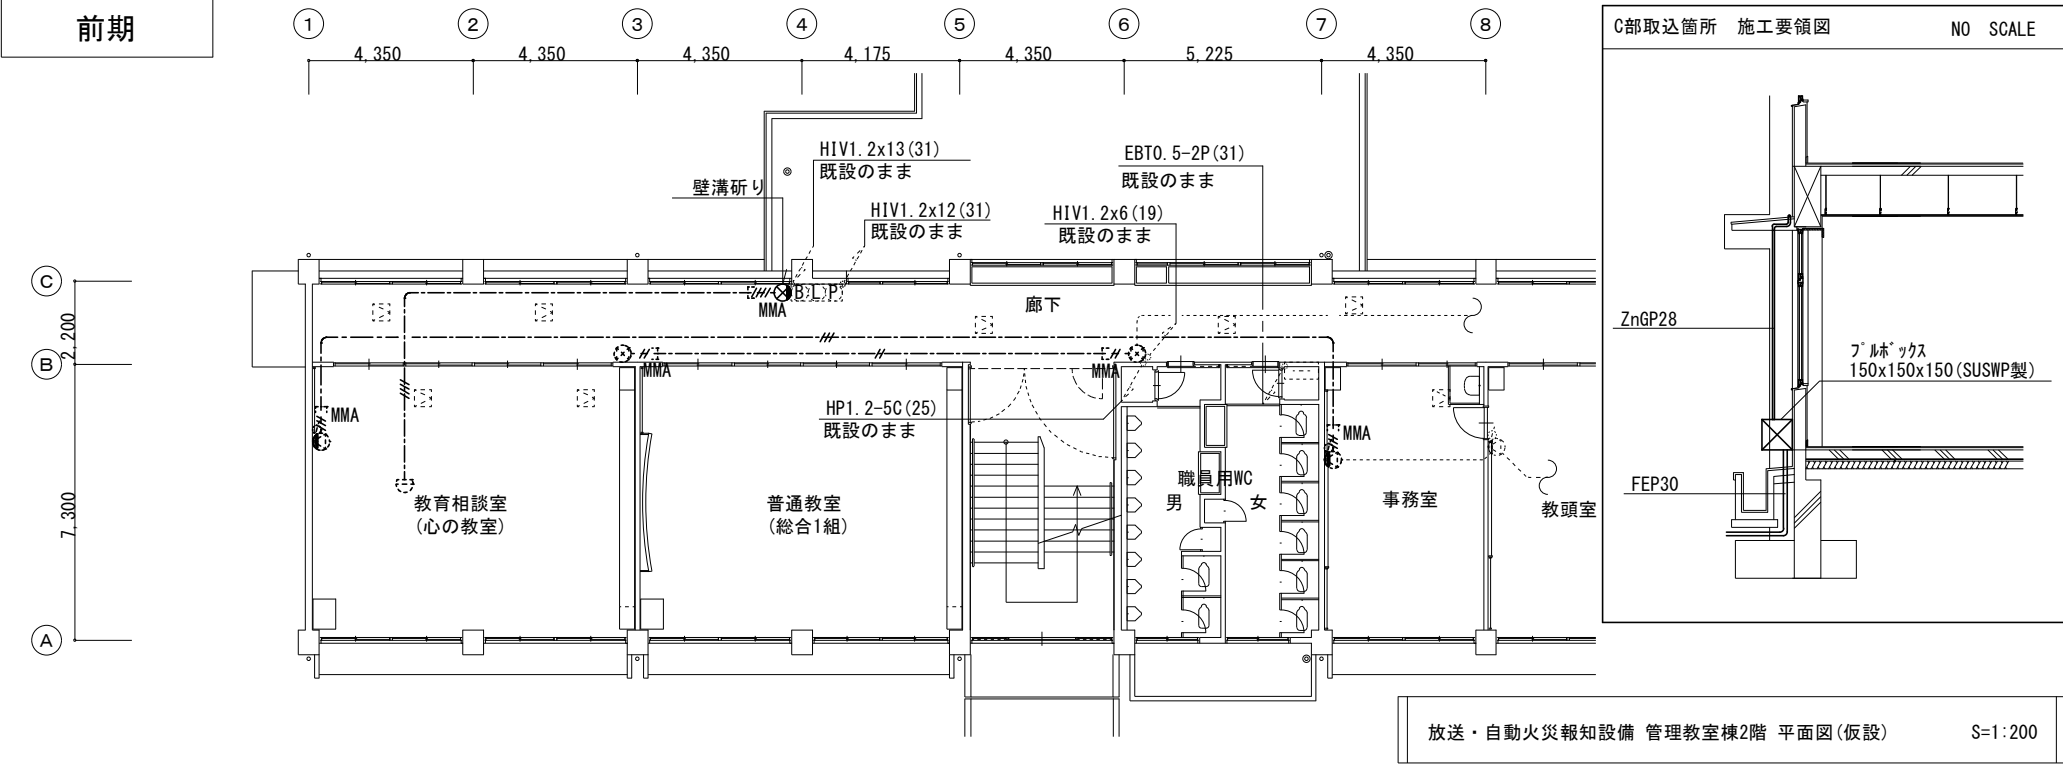 前期
① ② ③ ④ ⑤ ⑥ ⑦ ⑧
4,350 4,350 4,350 4,175 4,350 5,225 4,350
HIV1.2x13(31)
既設のまま
EBT0.5-2P(31)
既設のまま
壁溝斫り
HIV1.2x12(31)
既設のまま
HIV1.2x6(19)
既設のまま
Ⓒ
2,200
Ⓑ
7,300
Ⓐ
B L P
MMA
廊下
MMA
MMA
MMA
MMA
HP1.2-5C(25)
既設のまま
教育相談室
(心の教室)
普通教室
(総合1組)
職員用WC
男 女
事務室
教頭室
C部取込箇所 施工要領図 NO SCALE
ZnGP28
プルボックス
150x150x150(SUSWP製)
FEP30
放送・自動火災報知設備 管理教室棟2階 平面図(仮設) S=1:200